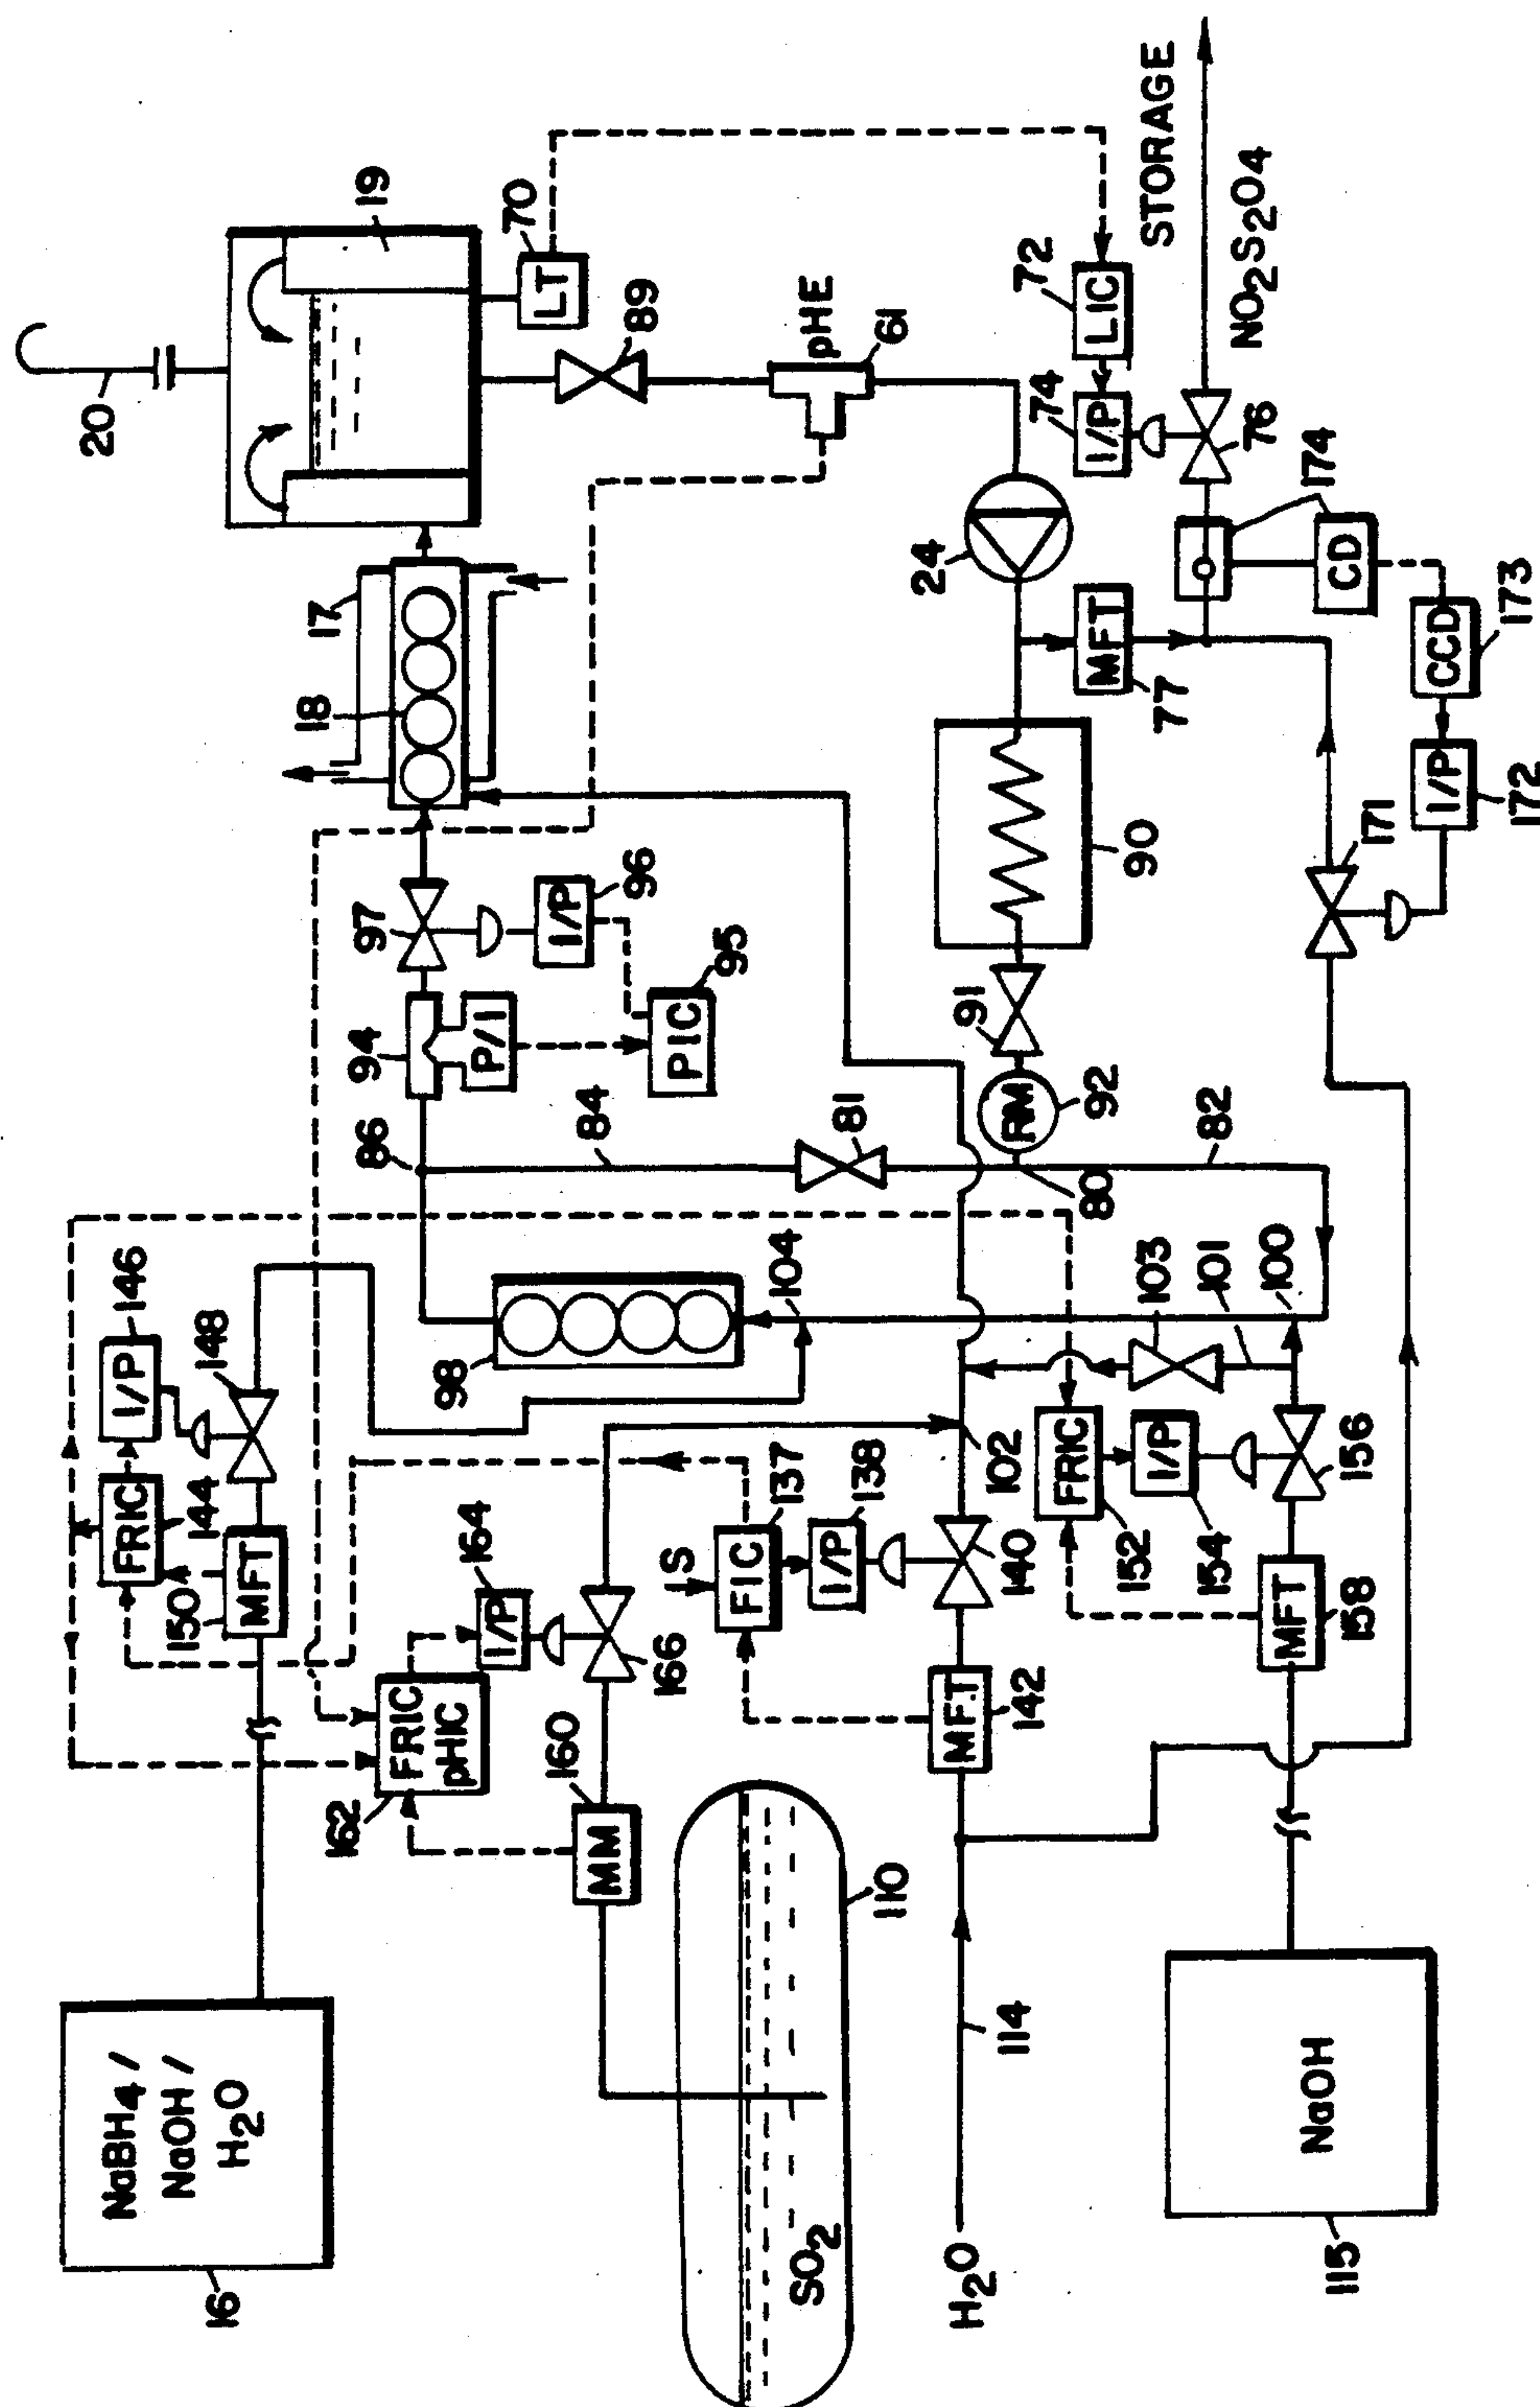 NaBH4 /
NaOH /
H2O
16
150
MFT
FRIC
144
I/P
146
148
SO2
110
MM
160
162
FRIC
pHIC
I/P
164
166
H2O
114
MFT
142
S
FIC
137
I/P
138
140
102
NaOH
115
MFT
158
FRIC
152
I/P
154
156
103
101
100
98
104
86
84
81
80
82
94
P/I
PIC
95
I/P
96
97
18
17
20
19
LT
70
89
pHE
61
24
90
91
RM
92
MFT
77
LIC
72
I/P
74
76
174
CD
CCD
173
I/P
172
171
STORAGE
NO2S2O4